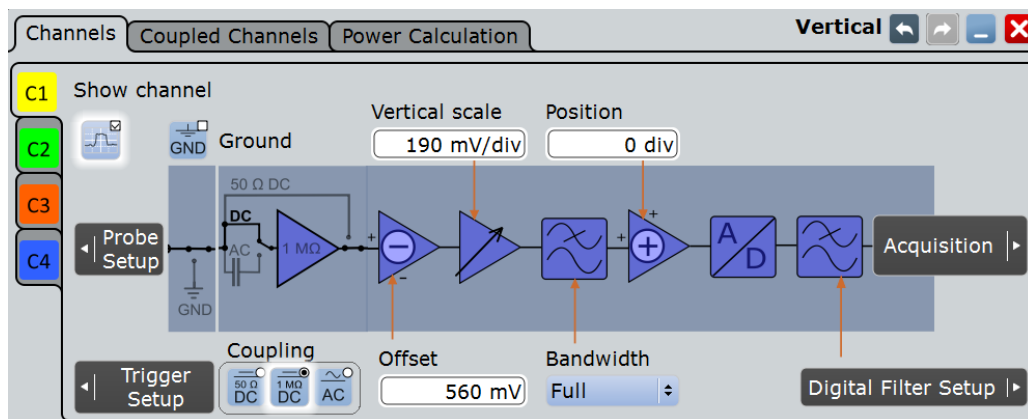 Channels
Coupled Channels
Power Calculation
Vertical
C1
C2
C3
C4
Show channel
GND
Ground
Vertical scale
190 mV/div
Position
0 div
50 Ω DC
DC
AC
1 MΩ
GND
+
−
-
+
+
+
A
D
Probe
Setup
Acquisition
Trigger
Setup
Coupling
50 Ω
DC
1 MΩ
DC
AC
Offset
560 mV
Bandwidth
Full
Digital Filter Setup